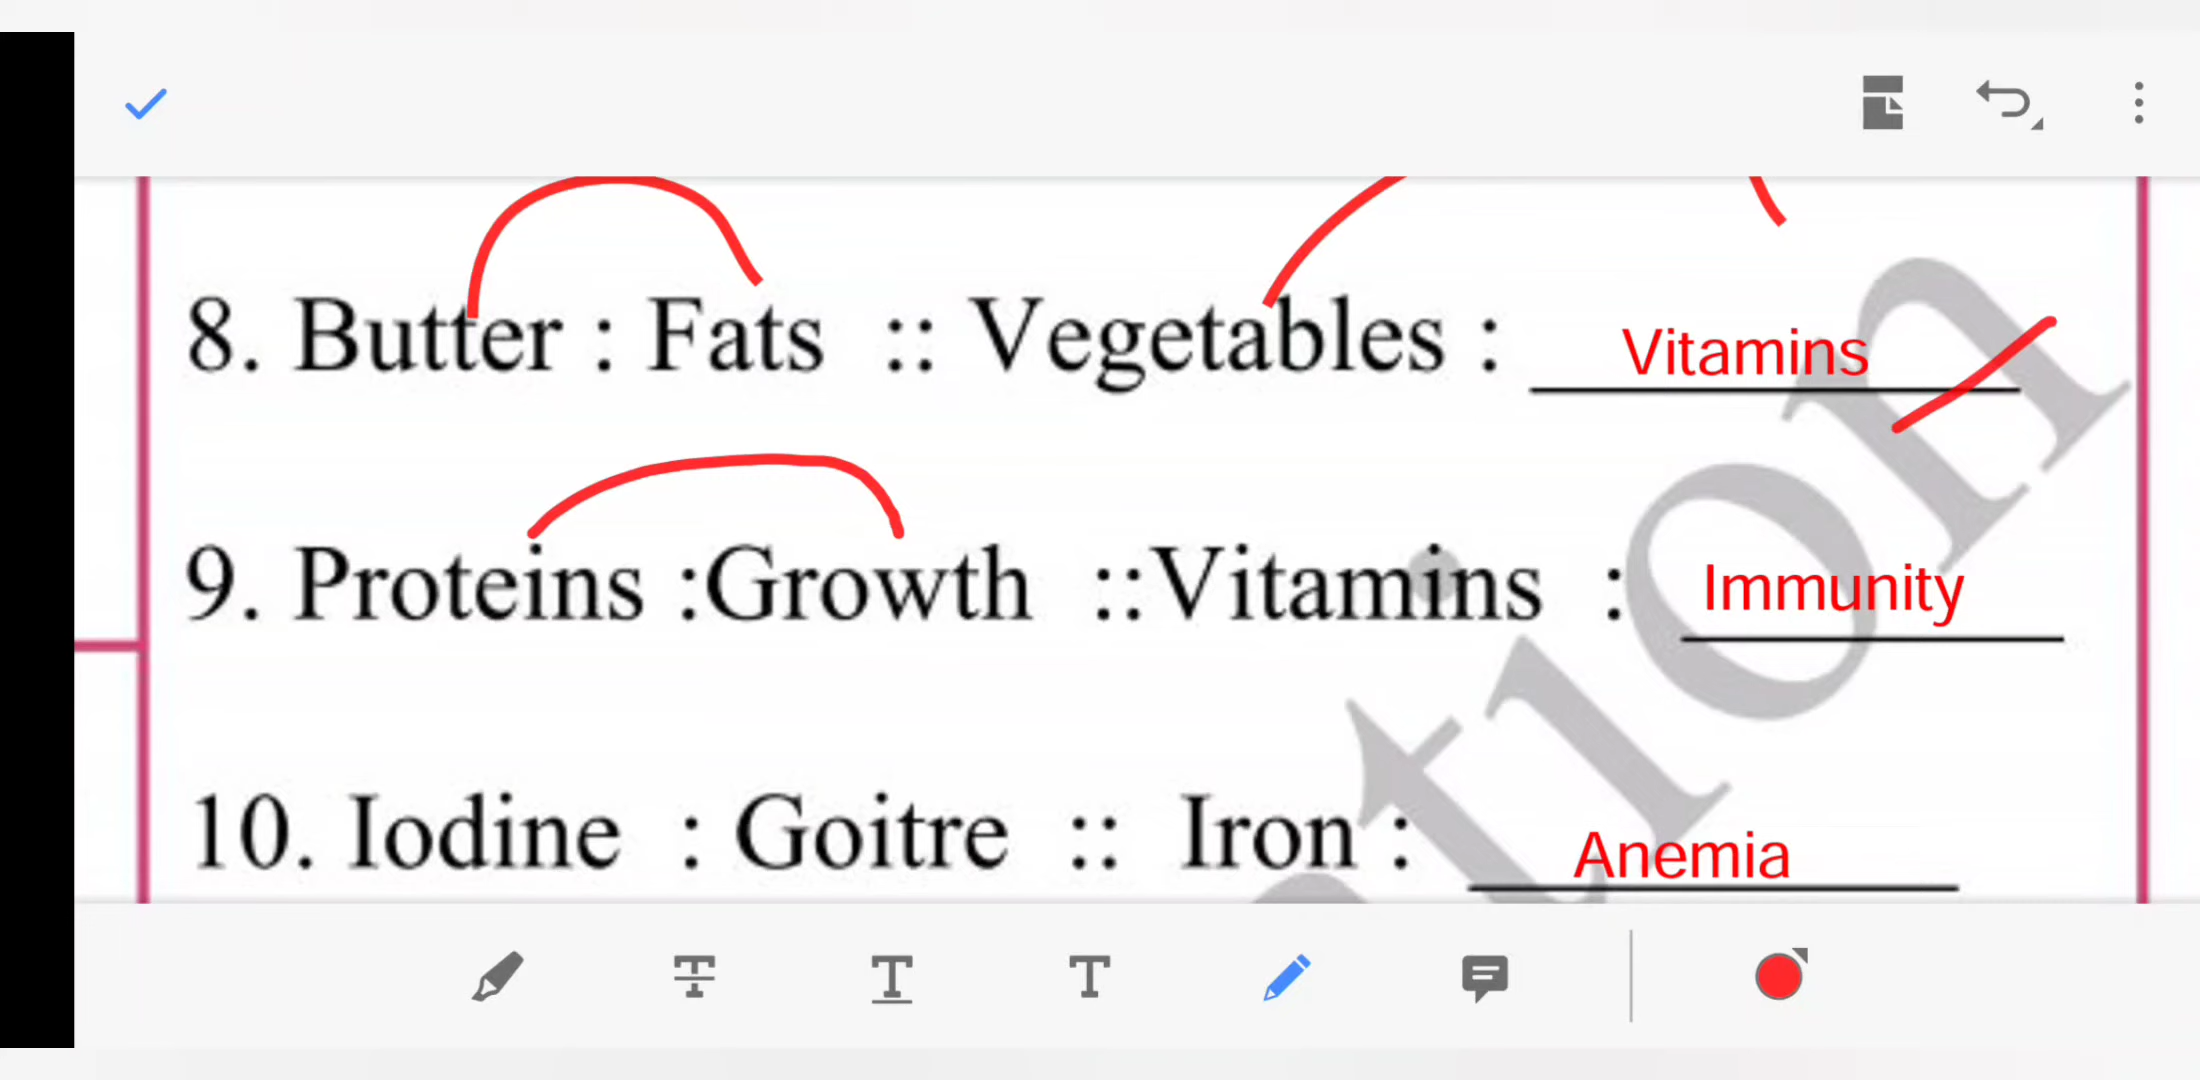 8. Butter : Fats :: Vegetables : Vitamins
9. Proteins :Growth ::Vitamins : Immunity
10. Iodine : Goitre :: Iron : Anemia